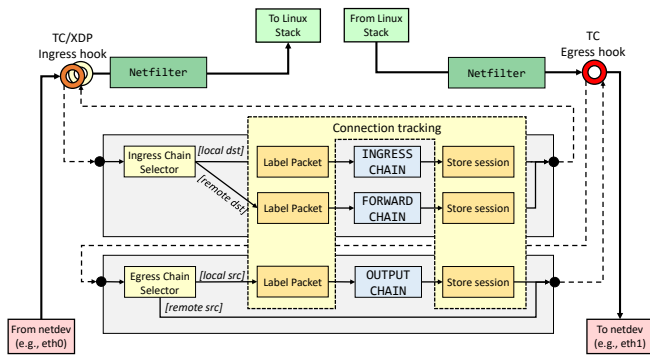 To Linux
Stack
From Linux
Stack
TC/XDP
Ingress hook
TC
Egress hook
Netfilter
Netfilter
Connection tracking
Ingress Chain
Selector
[local dst]
[remote dst]
Label Packet
INGRESS
CHAIN
Store session
Label Packet
FORWARD
CHAIN
Store session
Egress Chain
Selector
[local src]
[remote src]
Label Packet
OUTPUT
CHAIN
Store session
From netdev
(e.g., eth0)
To netdev
(e.g., eth1)